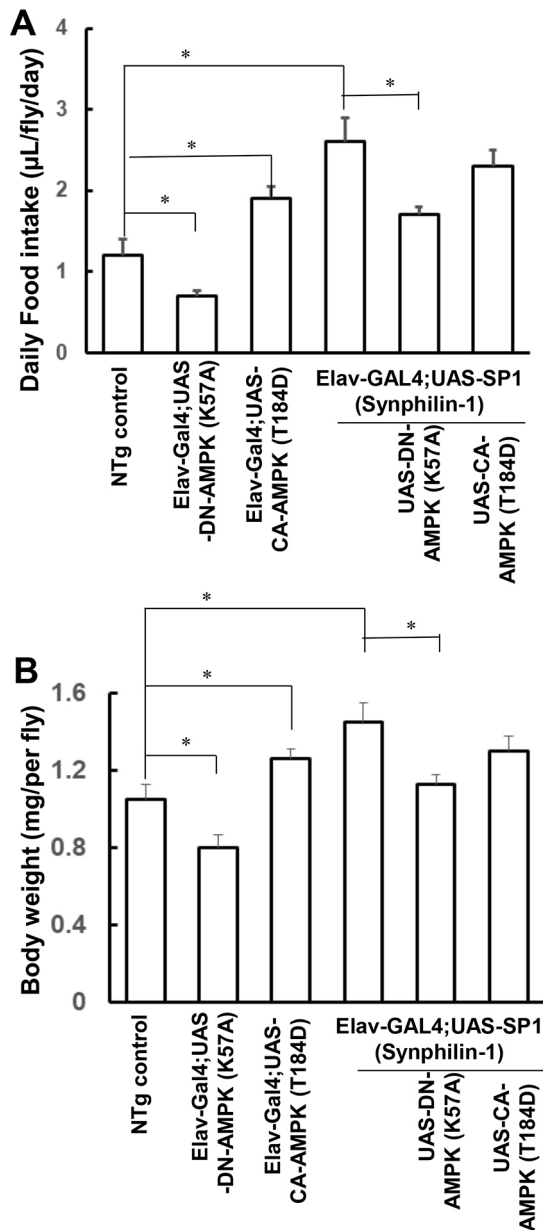 A
Daily Food intake (µL/fly/day)
4
3
2
1
0
*
*
*
*
NTg control
Elav-Gal4;UAS
-DN-AMPK (K57A)
Elav-Gal4;UAS-
CA-AMPK (T184D)
Elav-GAL4;UAS-SP1
(Synphilin-1)
UAS-DN-
AMPK (K57A)
UAS-CA-
AMPK (T184D)
B
Body weight (mg/per fly)
1.6
1.2
0.8
0.4
0
*
*
*
*
NTg control
Elav-Gal4;UAS
-DN-AMPK (K57A)
Elav-Gal4;UAS-
CA-AMPK (T184D)
Elav-GAL4;UAS-SP1
(Synphilin-1)
UAS-DN-
AMPK (K57A)
UAS-CA-
AMPK (T184D)